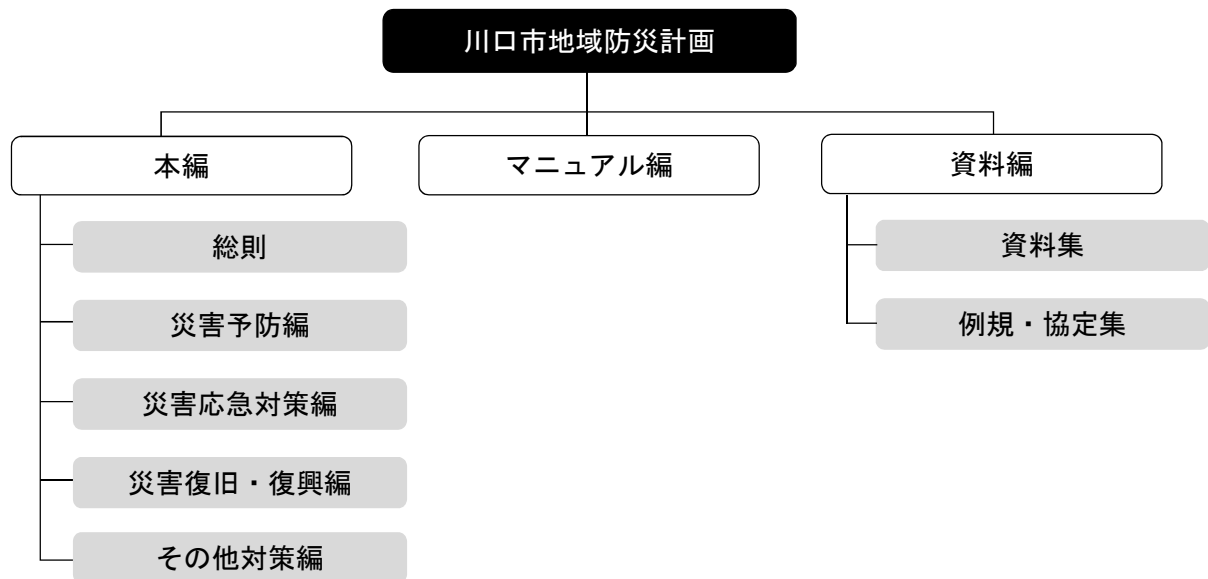 川口市地域防災計画
本編
マニュアル編
資料編
総則
災害予防編
災害応急対策編
災害復旧・復興編
その他対策編
資料集
例規・協定集